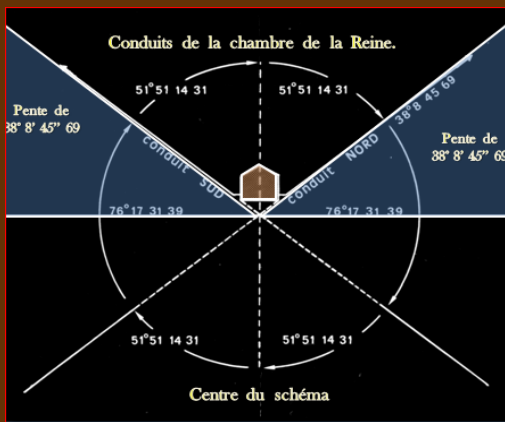 Conduits de la chambre de la Reine.
51°51 14 31
51°51 14 31
Pente de
38° 8' 45" 69
38°8 45 69
Pente de
38° 8' 45" 69
conduit SUD
conduit NORD
76°17 31 39
76°17 31 39
51°51 14 31
51°51 14 31
Centre du schéma